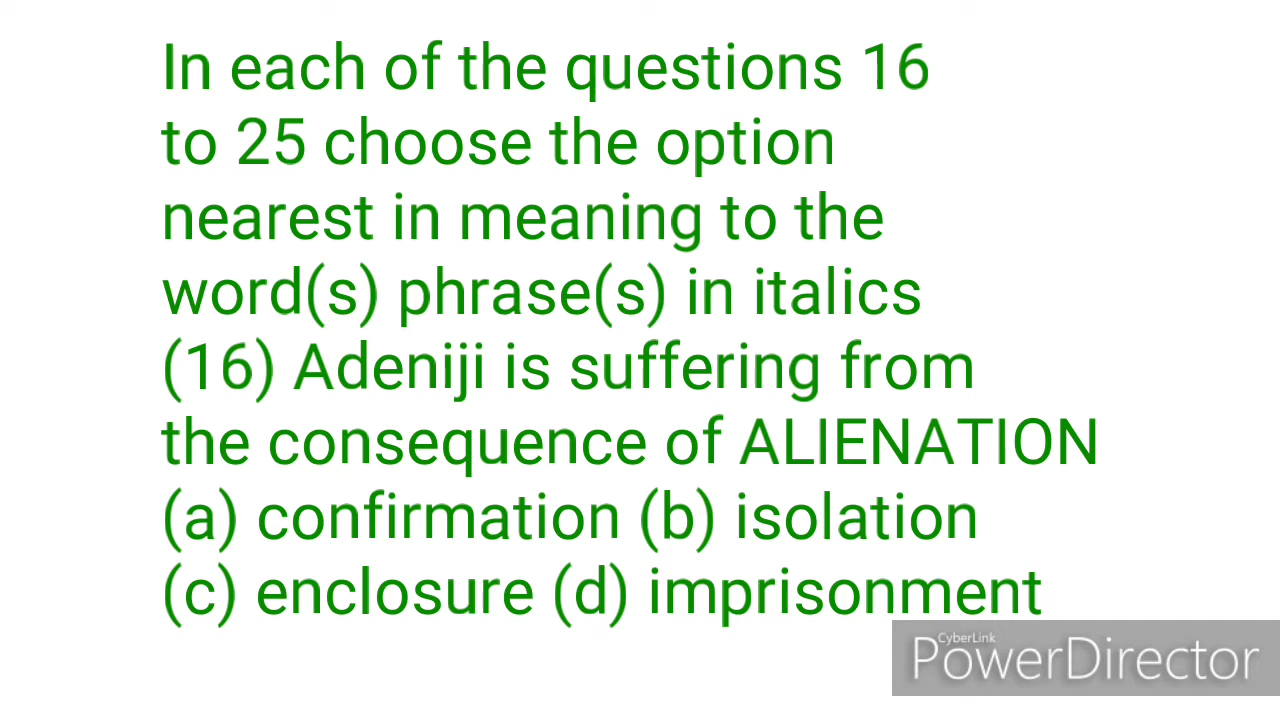 In each of the questions 16
to 25 choose the option
nearest in meaning to the
word(s) phrase(s) in italics
(16) Adeniji is suffering from
the consequence of ALIENATION
(a) confirmation (b) isolation
(c) enclosure (d) imprisonment
CyberLink
PowerDirector